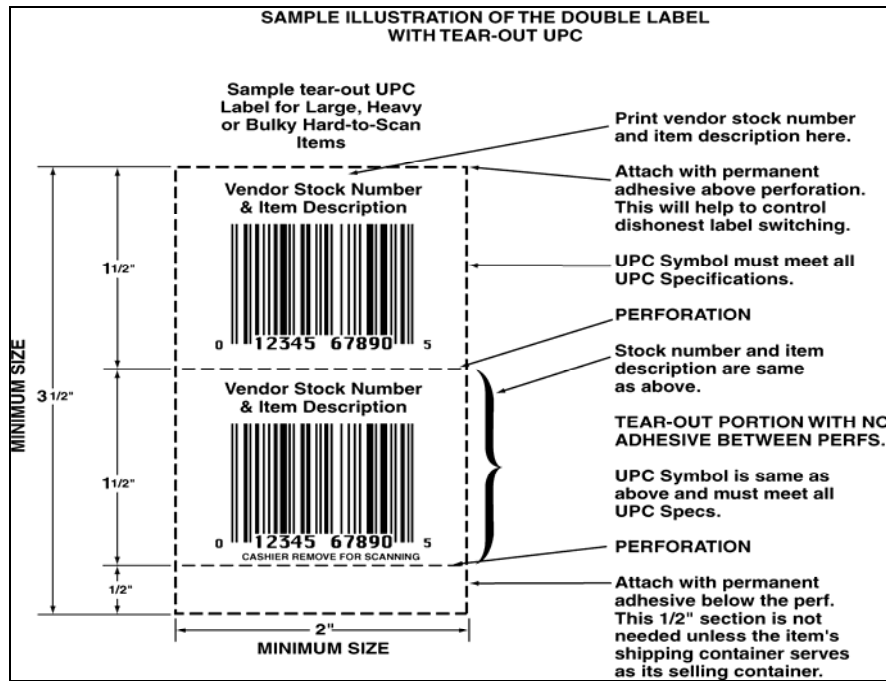 SAMPLE ILLUSTRATION OF THE DOUBLE LABEL
WITH TEAR-OUT UPC
Sample tear-out UPC
Label for Large, Heavy
or Bulky Hard-to-Scan
Items
Print vendor stock number
and item description here.
Attach with permanent
adhesive above perforation.
This will help to control
dishonest label switching.
UPC Symbol must meet all
UPC Specifications.
PERFORATION
Stock number and item
description are same
as above.
TEAR-OUT PORTION WITH NO
ADHESIVE BETWEEN PERFS.
UPC Symbol is same as
above and must meet all
UPC Specs.
PERFORATION
Attach with permanent
adhesive below the perf.
This 1/2" section is not
needed unless the item's
shipping container serves
as its selling container.
Vendor Stock Number
& Item Description
0 12345 67890 5
Vendor Stock Number
& Item Description
0 12345 67890 5
CASHIER REMOVE FOR SCANNING
1 1/2"
1 1/2"
1/2"
3 1/2"
MINIMUM SIZE
2"
MINIMUM SIZE